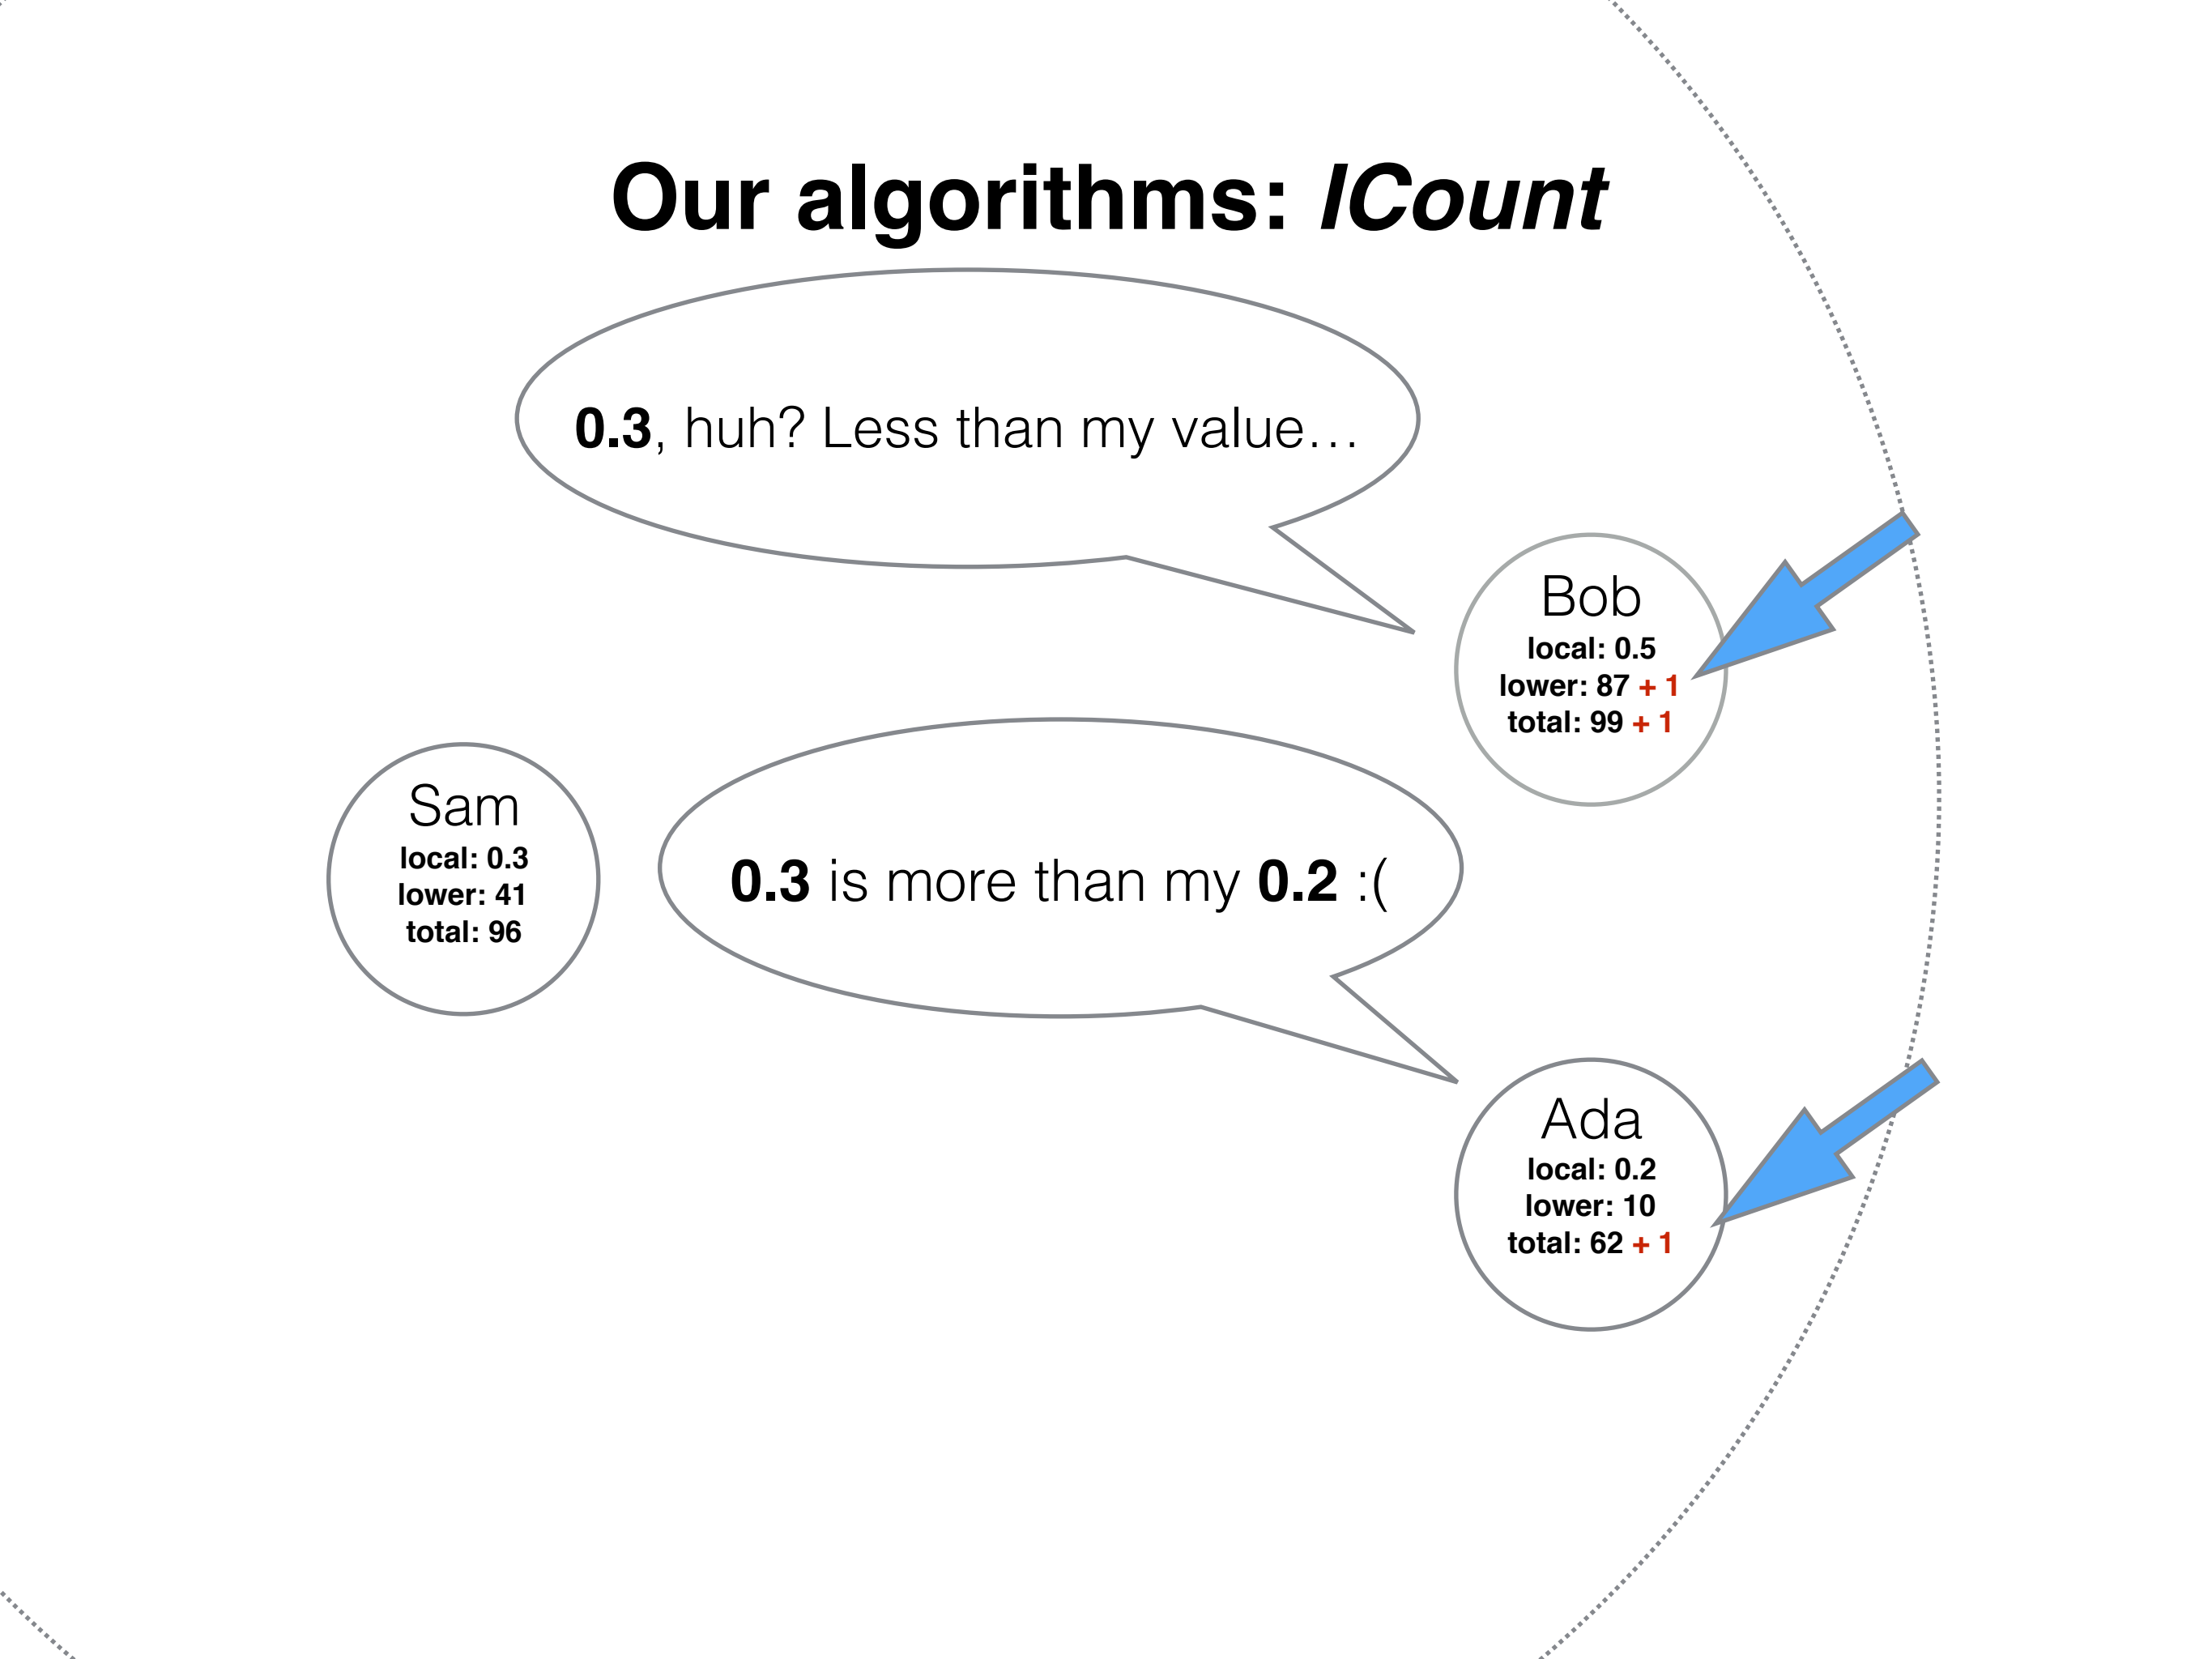 Our algorithms: lCount
0.3, huh? Less than my value…
Bob
local: 0.5
lower: 87 + 1
total: 99 + 1
Sam
local: 0.3
lower: 41
total: 96
0.3 is more than my 0.2 :(
Ada
local: 0.2
lower: 10
total: 62 + 1